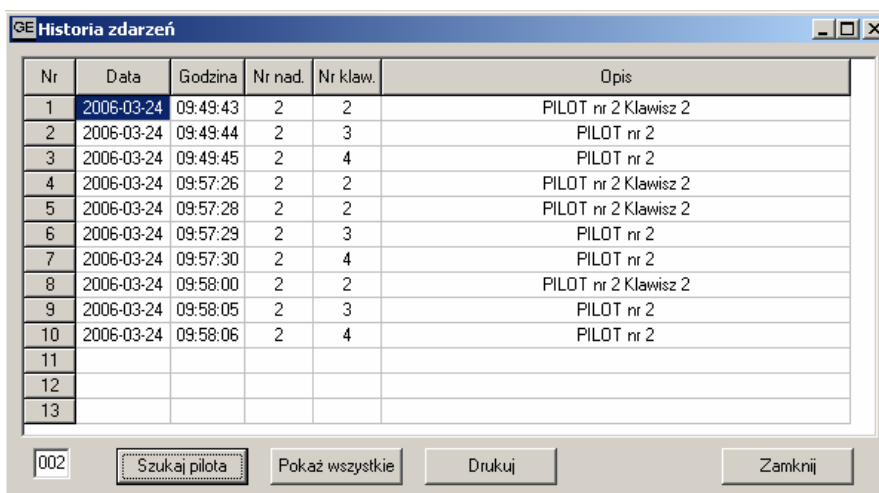 GE Historia zdarzeń
Nr Data Godzina Nr nad. Nr klaw. Opis
1 2006-03-24 09:49:43 2 2 PILOT nr 2 Klawisz 2
2 2006-03-24 09:49:44 2 3 PILOT nr 2
3 2006-03-24 09:49:45 2 4 PILOT nr 2
4 2006-03-24 09:57:26 2 2 PILOT nr 2 Klawisz 2
5 2006-03-24 09:57:28 2 2 PILOT nr 2 Klawisz 2
6 2006-03-24 09:57:29 2 3 PILOT nr 2
7 2006-03-24 09:57:30 2 4 PILOT nr 2
8 2006-03-24 09:58:00 2 2 PILOT nr 2 Klawisz 2
9 2006-03-24 09:58:05 2 3 PILOT nr 2
10 2006-03-24 09:58:06 2 4 PILOT nr 2
11
12
13
002 Szukaj pilota Pokaż wszystkie Drukuj Zamknij